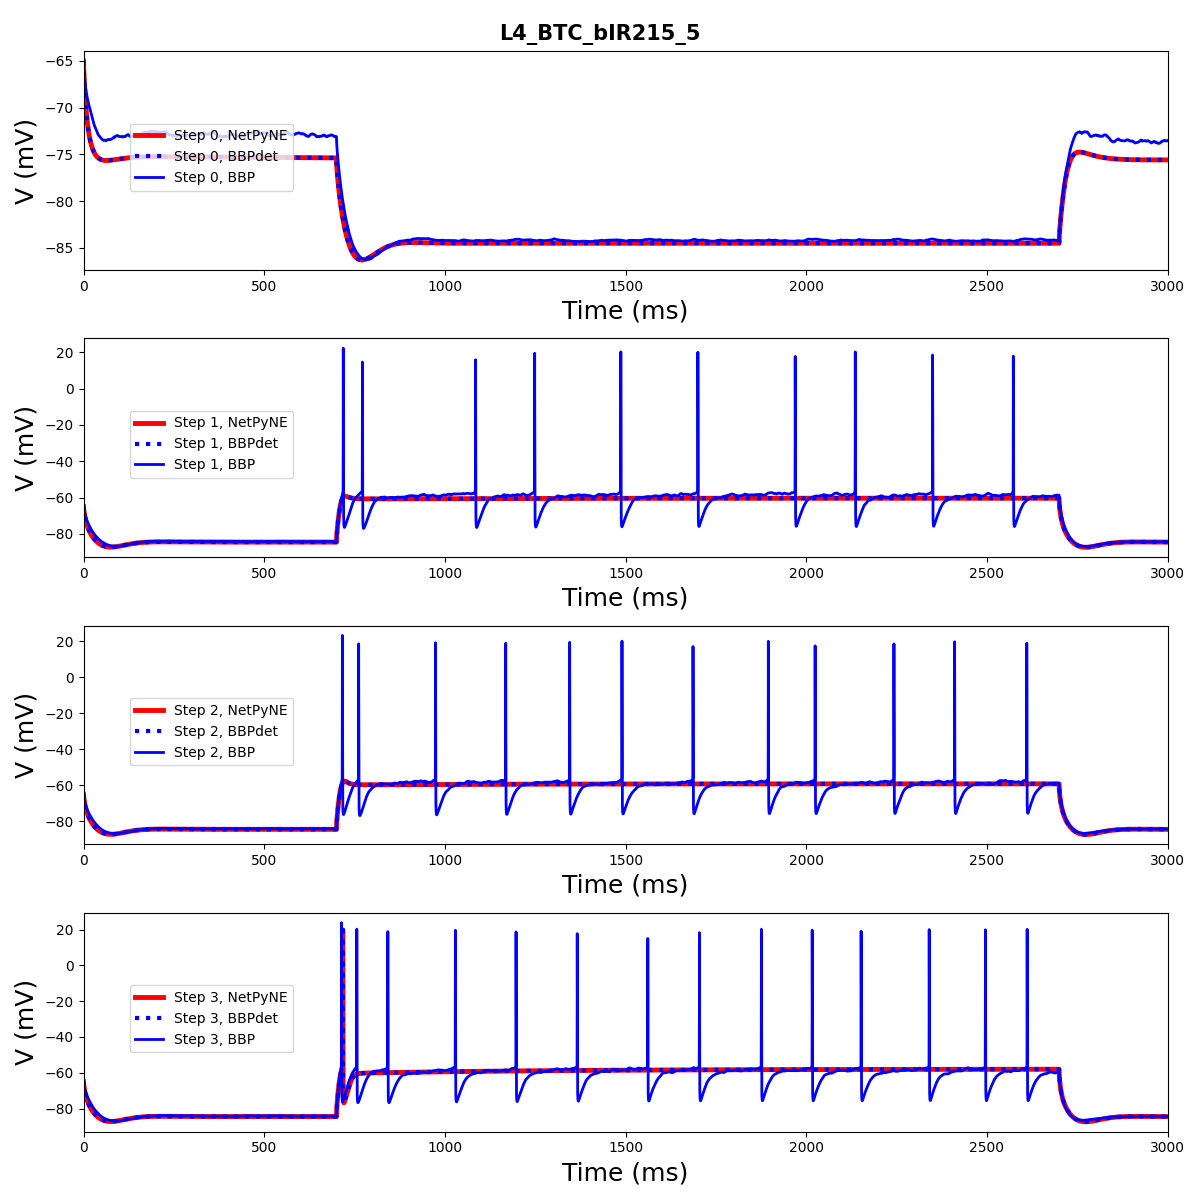 L4_BTC_bIR215_5
V (mV)
−65
−70
−75
−80
−85
Step 0, NetPyNE
Step 0, BBPdet
Step 0, BBP
0 500 1000 1500 2000 2500 3000
Time (ms)
V (mV)
20
0
−20
−40
−60
−80
Step 1, NetPyNE
Step 1, BBPdet
Step 1, BBP
0 500 1000 1500 2000 2500 3000
Time (ms)
V (mV)
20
0
−20
−40
−60
−80
Step 2, NetPyNE
Step 2, BBPdet
Step 2, BBP
0 500 1000 1500 2000 2500 3000
Time (ms)
V (mV)
20
0
−20
−40
−60
−80
Step 3, NetPyNE
Step 3, BBPdet
Step 3, BBP
0 500 1000 1500 2000 2500 3000
Time (ms)